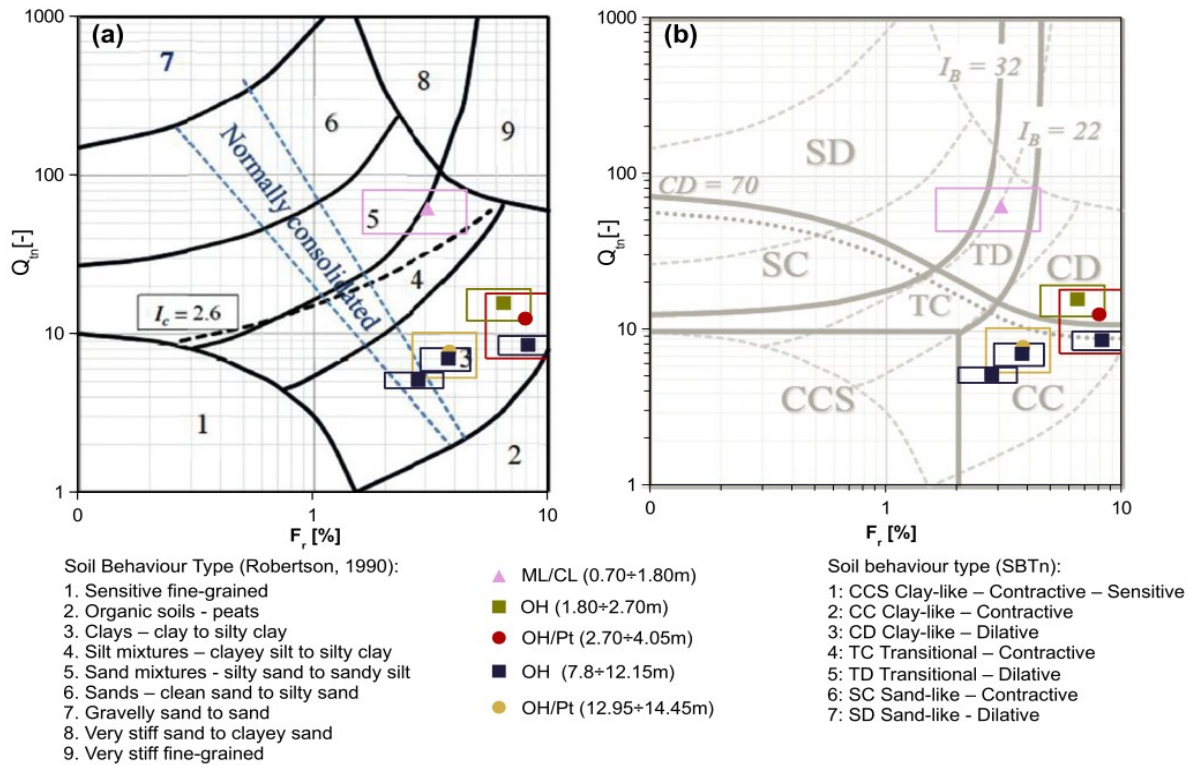 (a)
1000
100
10
1
Qtn[-]
0
1
10
Fr [%]
7
8
6
9
5
4
3
1
2
Normally consolidated
Ic = 2.6
(b)
1000
100
10
1
Qtn[-]
0
1
10
Fr [%]
IB = 32
IB = 22
SD
CD = 70
SC
TD
CD
TC
CCS
CC
Soil Behaviour Type (Robertson, 1990):
1. Sensitive fine-grained
2. Organic soils - peats
3. Clays – clay to silty clay
4. Silt mixtures – clayey silt to silty clay
5. Sand mixtures - silty sand to sandy silt
6. Sands – clean sand to silty sand
7. Gravelly sand to sand
8. Very stiff sand to clayey sand
9. Very stiff fine-grained
ML/CL (0.70÷1.80m)
OH (1.80÷2.70m)
OH/Pt (2.70÷4.05m)
OH (7.8÷12.15m)
OH/Pt (12.95÷14.45m)
Soil behaviour type (SBTn):
1: CCS Clay-like – Contractive – Sensitive
2: CC Clay-like – Contractive
3: CD Clay-like – Dilative
4: TC Transitional – Contractive
5: TD Transitional – Dilative
6: SC Sand-like – Contractive
7: SD Sand-like - Dilative